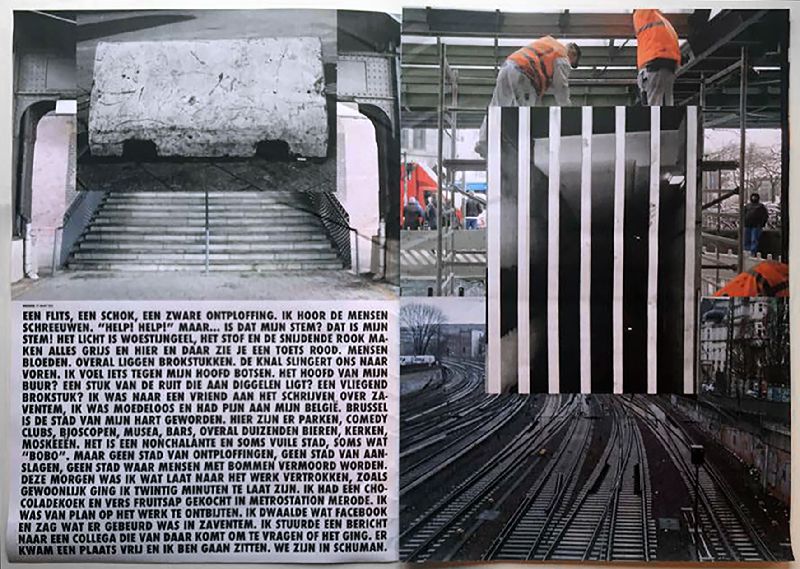 EEN FLITS, EEN SCHOK, EEN ZWARE ONTPLOFFING. IK HOOR DE MENSEN
SCHREEUWEN. "HELP! HELP!" MAAR... IS DAT MIJN STEM? DAT IS MIJN
STEM! HET LICHT IS WOESTIJNGEEL, HET STOF EN DE SNIJDENDE ROOK MA-
KEN ALLES GRIJS EN HIER EN DAAR ZIE JE EEN TOETS ROOD. MENSEN
BLOEDEN. OVERAL LIGGEN BROKSTUKKEN. DE KNAL SLINGERT ONS NAAR
VOREN. IK VOEL IETS TEGEN MIJN HOOFD BOTSEN. HET HOOFD VAN MIJN
BUUR? EEN STUK VAN DE RUIT DIE AAN DIGGELEN LIGT? EEN VLIEGEND
BROKSTUK? IK WAS NAAR EEN VRIEND AAN HET SCHRIJVEN OVER ZA-
VENTEM, IK WAS MOEDELOOS EN HAD PIJN AAN MIJN BELGIË. BRUSSEL
IS DE STAD VAN MIJN HART GEWORDEN. HIER ZIJN ER PARKEN, COMEDY
CLUBS, BIOSCOPEN, MUSEA, BARS, OVERAL DUIZENDEN BIEREN, KERKEN,
MOSKEEËN. HET IS EEN NONCHALANTE EN SOMS VUILE STAD, SOMS WAT
"BOBO". MAAR GEEN STAD VAN ONTPLOFFINGEN, GEEN STAD VAN AAN-
SLAGEN, GEEN STAD WAAR MENSEN MET BOMMEN VERMOORD WORDEN.
DEZE MORGEN WAS IK WAT LAAT NAAR HET WERK VERTROKKEN, ZOALS
GEWOONLIJK GING IK TWINTIG MINUTEN TE LAAT ZIJN. IK HAD EEN CHO-
COLADEKOEK EN VERS FRUITSAP GEKOCHT IN METROSTATION MERODE. IK
WAS VAN PLAN OP HET WERK TE ONTBIJTEN. IK DWAALDE WAT FACEBOOK
EN ZAG WAT ER GEBEURD WAS IN ZAVENTEM. IK STUURDE EEN BERICHT
NAAR EEN COLLEGA DIE VAN DAAR KOMT OM TE VRAGEN OF HET GING. ER
KWAM EEN PLAATS VRIJ EN IK BEN GAAN ZITTEN. WE ZIJN IN SCHUMAN.